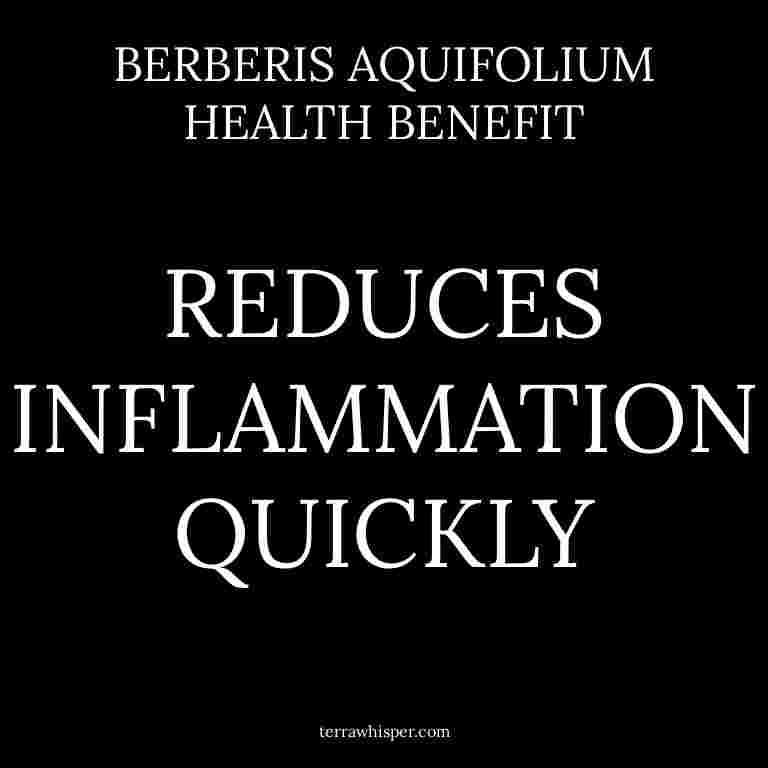 BERBERIS AQUIFOLIUM
HEALTH BENEFIT
REDUCES
INFLAMMATION
QUICKLY
terrawhisper.com